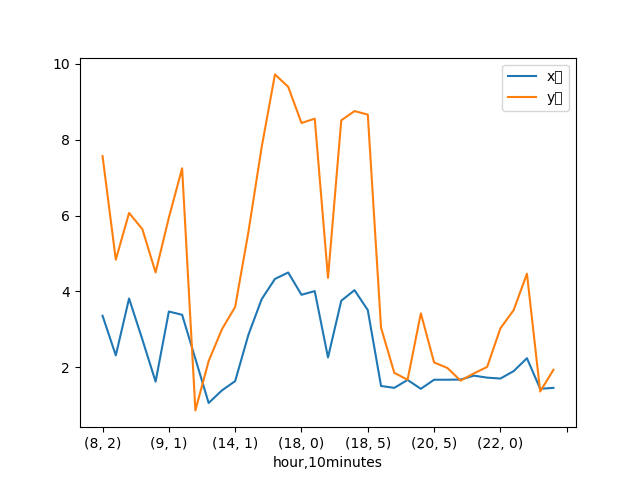 10
8
6
4
2
x
y
(8, 2) (9, 1) (14, 1) (18, 0) (18, 5) (20, 5) (22, 0)
hour,10minutes